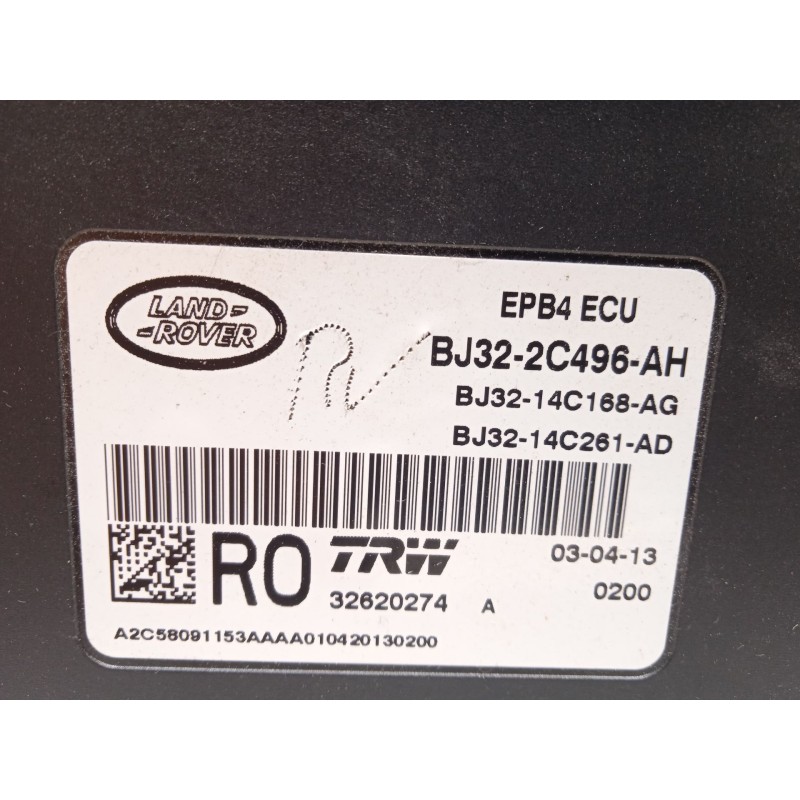 LAND-
-ROVER
EPB4 ECU
BJ32-2C496-AH
BJ32-14C168-AG
BJ32-14C261-AD
RO TRW 03-04-13
32620274 A 0200
A2C58091153AAAA010420130200